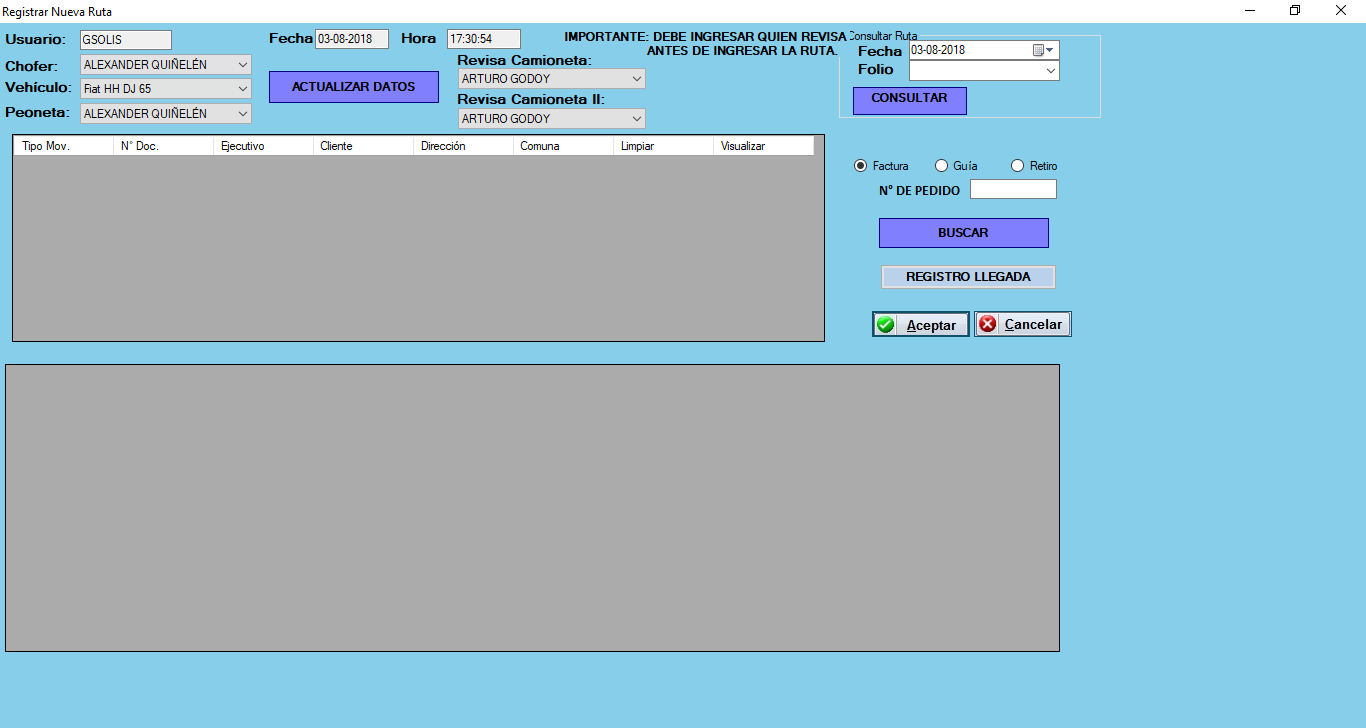 Registrar Nueva Ruta
Usuario: GSOLIS
Fecha 03-08-2018 Hora 17:30:54
IMPORTANTE: DEBE INGRESAR QUIEN REVISA
ANTES DE INGRESAR LA RUTA.
Consultar Ruta
Fecha 03-08-2018
Folio
CONSULTAR
Chofer: ALEXANDER QUIÑELÉN
Vehículo: Fiat HH DJ 65
Peoneta: ALEXANDER QUIÑELÉN
ACTUALIZAR DATOS
Revisa Camioneta:
ARTURO GODOY
Revisa Camioneta II:
ARTURO GODOY
Tipo Mov. N° Doc. Ejecutivo Cliente Dirección Comuna Limpiar Visualizar
Factura Guía Retiro
N° DE PEDIDO
BUSCAR
REGISTRO LLEGADA
Aceptar Cancelar